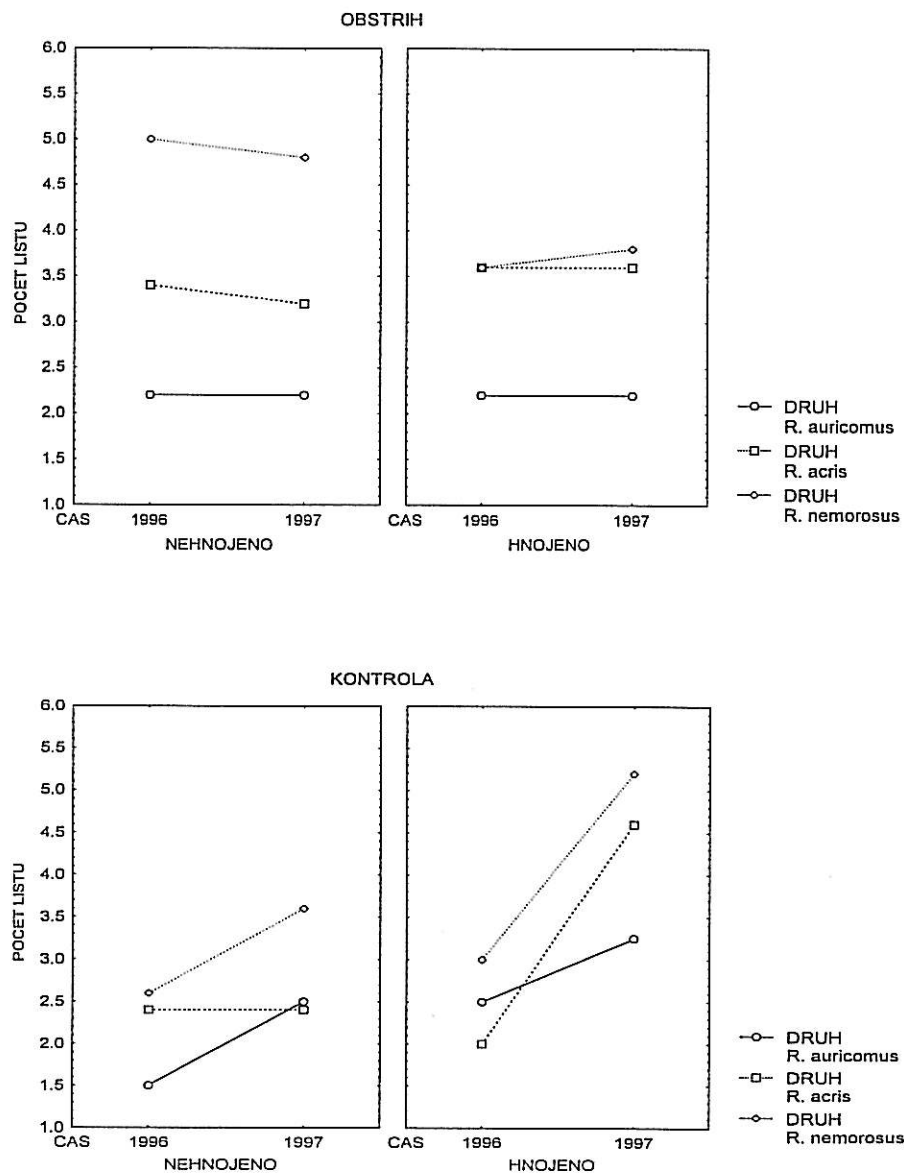 OBSTRIH
6.0
5.5
5.0
4.5
4.0
3.5
3.0
2.5
2.0
1.5
1.0
POCET LISTU
CAS 1996 1997 1996 1997
NEHNOJENO HNOJENO
DRUH
R. auricomus
DRUH
R. acris
DRUH
R. nemorosus
KONTROLA
6.0
5.5
5.0
4.5
4.0
3.5
3.0
2.5
2.0
1.5
1.0
POCET LISTU
CAS 1996 1997 CAS 1996 1997
NEHNOJENO HNOJENO
DRUH
R. auricomus
DRUH
R. acris
DRUH
R. nemorosus